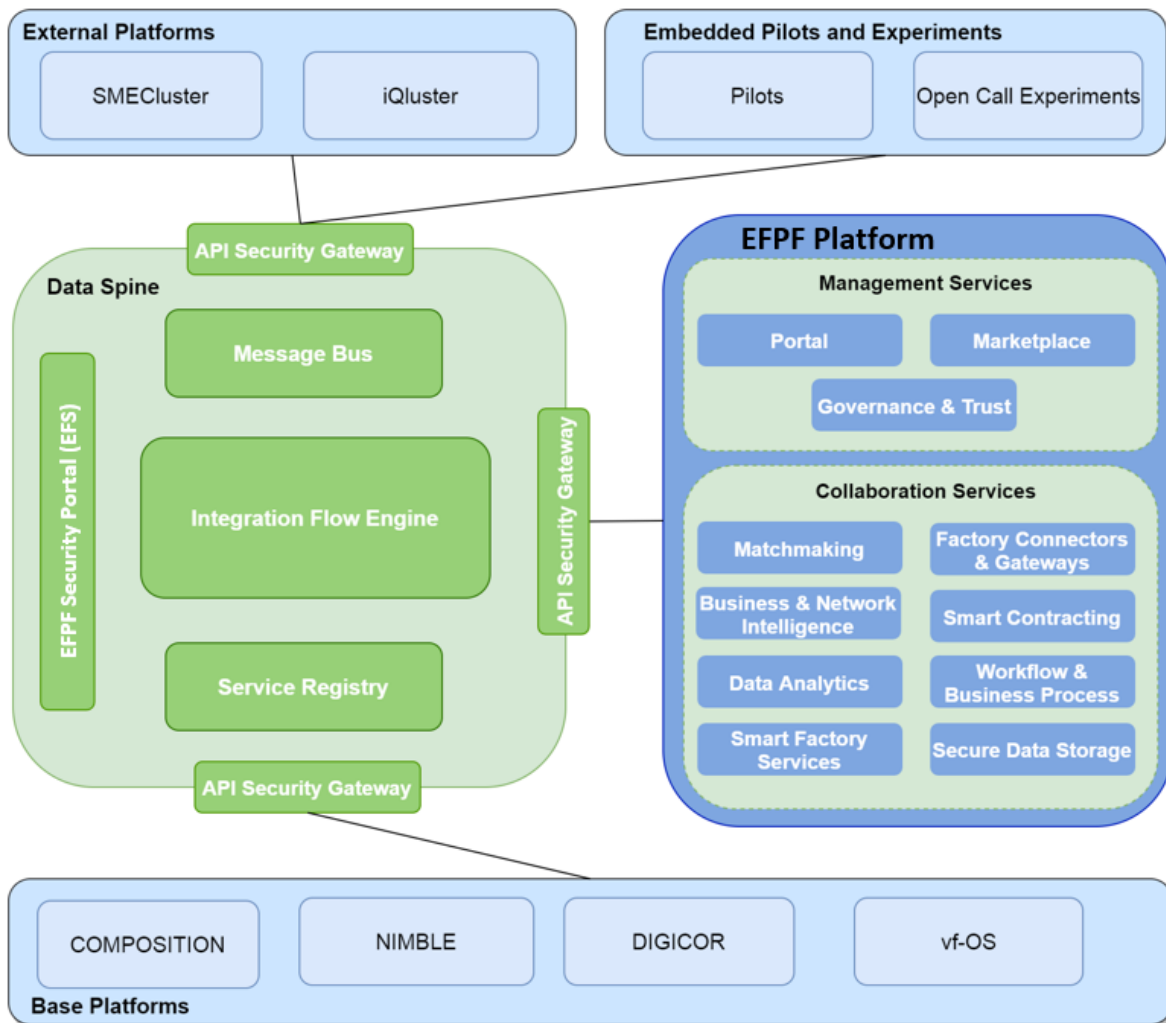 External Platforms
SMECluster
iQluster
Embedded Pilots and Experiments
Pilots
Open Call Experiments
API Security Gateway
Data Spine
Message Bus
EFPF Security Portal (EFS)
Integration Flow Engine
API Security Gateway
Service Registry
API Security Gateway
EFPF Platform
Management Services
Portal
Marketplace
Governance & Trust
Collaboration Services
Matchmaking
Factory Connectors
& Gateways
Business & Network
Intelligence
Smart Contracting
Data Analytics
Workflow &
Business Process
Smart Factory
Services
Secure Data Storage
COMPOSITION
NIMBLE
DIGICOR
vf-OS
Base Platforms